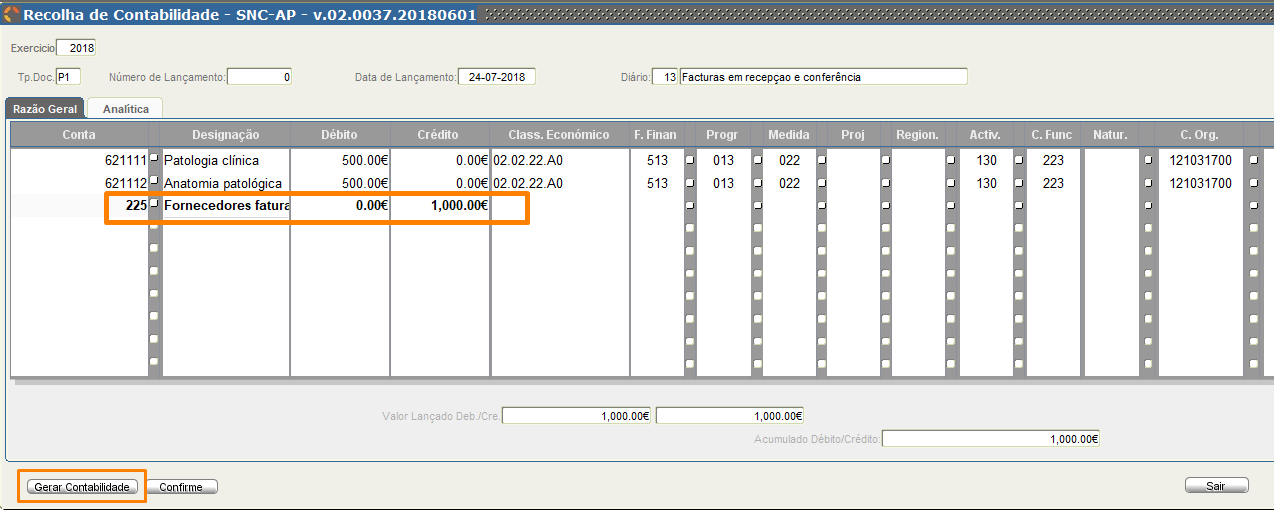 Recolha de Contabilidade - SNC-AP - v.02.0037.20180601
Exercicio 2018
Tp.Doc. P1 Número de Lançamento: 0 Data de Lançamento: 24-07-2018 Diário: 13 Facturas em recepçao e conferência
Razão Geral Analítica
Conta Designação Débito Crédito Class. Económico F. Finan Progr Medida Proj Region. Activ. C. Func Natur. C. Org.
621111 Patologia clínica 500.00€ 0.00€ 02.02.22.A0 513 013 022 130 223 121031700
621112 Anatomia patológica 500.00€ 0.00€ 02.02.22.A0 513 013 022 130 223 121031700
225 Fornecedores fatura 0.00€ 1,000.00€
Valor Lançado Deb./Cre. 1,000.00€ 1,000.00€
Acumulado Débito/Crédito: 1,000.00€
Gerar Contabilidade Confirme Sair